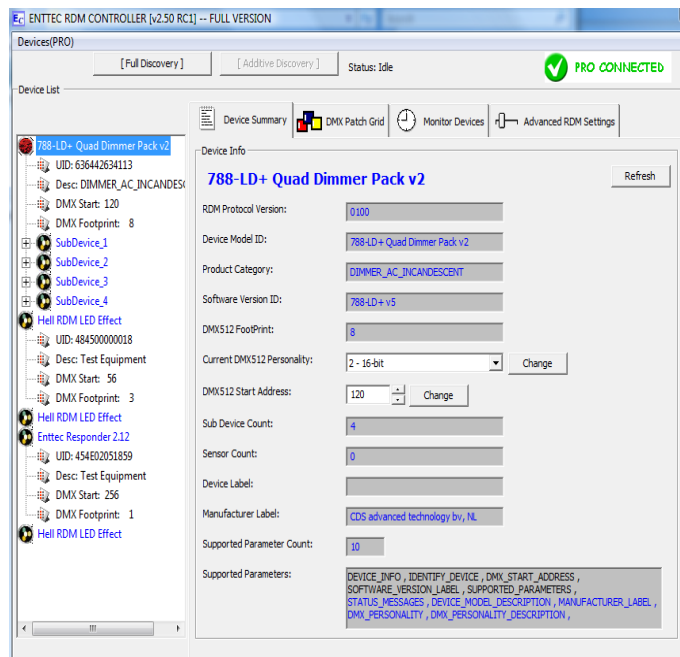 ENTTEC RDM CONTROLLER [v2.50 RC1] -- FULL VERSION
Devices(PRO)
[ Full Discovery ]
[ Additive Discovery ]
Status: Idle
PRO CONNECTED
Device List
Device Summary
DMX Patch Grid
Monitor Devices
Advanced RDM Settings
788-LD+ Quad Dimmer Pack v2
UID: 636442634113
Desc: DIMMER_AC_INCANDES
DMX Start: 120
DMX Footprint: 8
SubDevice_1
SubDevice_2
SubDevice_3
SubDevice_4
Hell RDM LED Effect
UID: 484500000018
Desc: Test Equipment
DMX Start: 56
DMX Footprint: 3
Hell RDM LED Effect
Enttec Responder 2.12
UID: 454E02051859
Desc: Test Equipment
DMX Start: 256
DMX Footprint: 1
Hell RDM LED Effect
Device Info
788-LD+ Quad Dimmer Pack v2
Refresh
RDM Protocol Version: 0100
Device Model ID: 788-LD+ Quad Dimmer Pack v2
Product Category: DIMMER_AC_INCANDESCENT
Software Version ID: 788-LD+ v5
DMX512 FootPrint: 8
Current DMX512 Personality: 2 - 16-bit Change
DMX512 Start Address: 120 Change
Sub Device Count: 4
Sensor Count: 0
Device Label:
Manufacturer Label: CDS advanced technology bv, NL
Supported Parameter Count: 10
Supported Parameters: DEVICE_INFO , IDENTIFY_DEVICE , DMX_START_ADDRESS ,
SOFTWARE_VERSION_LABEL , SUPPORTED_PARAMETERS ,
STATUS_MESSAGES , DEVICE_MODEL_DESCRIPTION , MANUFACTURER_LABEL ,
DMX_PERSONALITY , DMX_PERSONALITY_DESCRIPTION ,